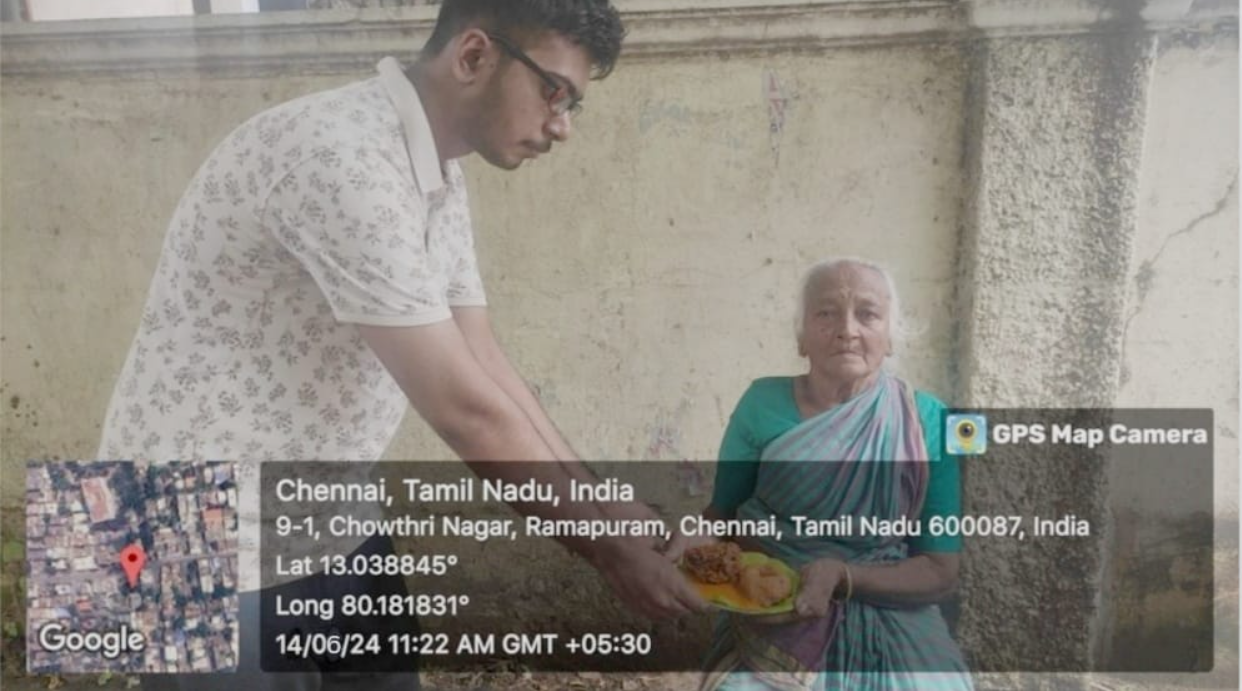 GPS Map Camera
Chennai, Tamil Nadu, India
9-1, Chowthri Nagar, Ramapuram, Chennai, Tamil Nadu 600087, India
Lat 13.038845°
Long 80.181831°
14/06/24 11:22 AM GMT +05:30
Google